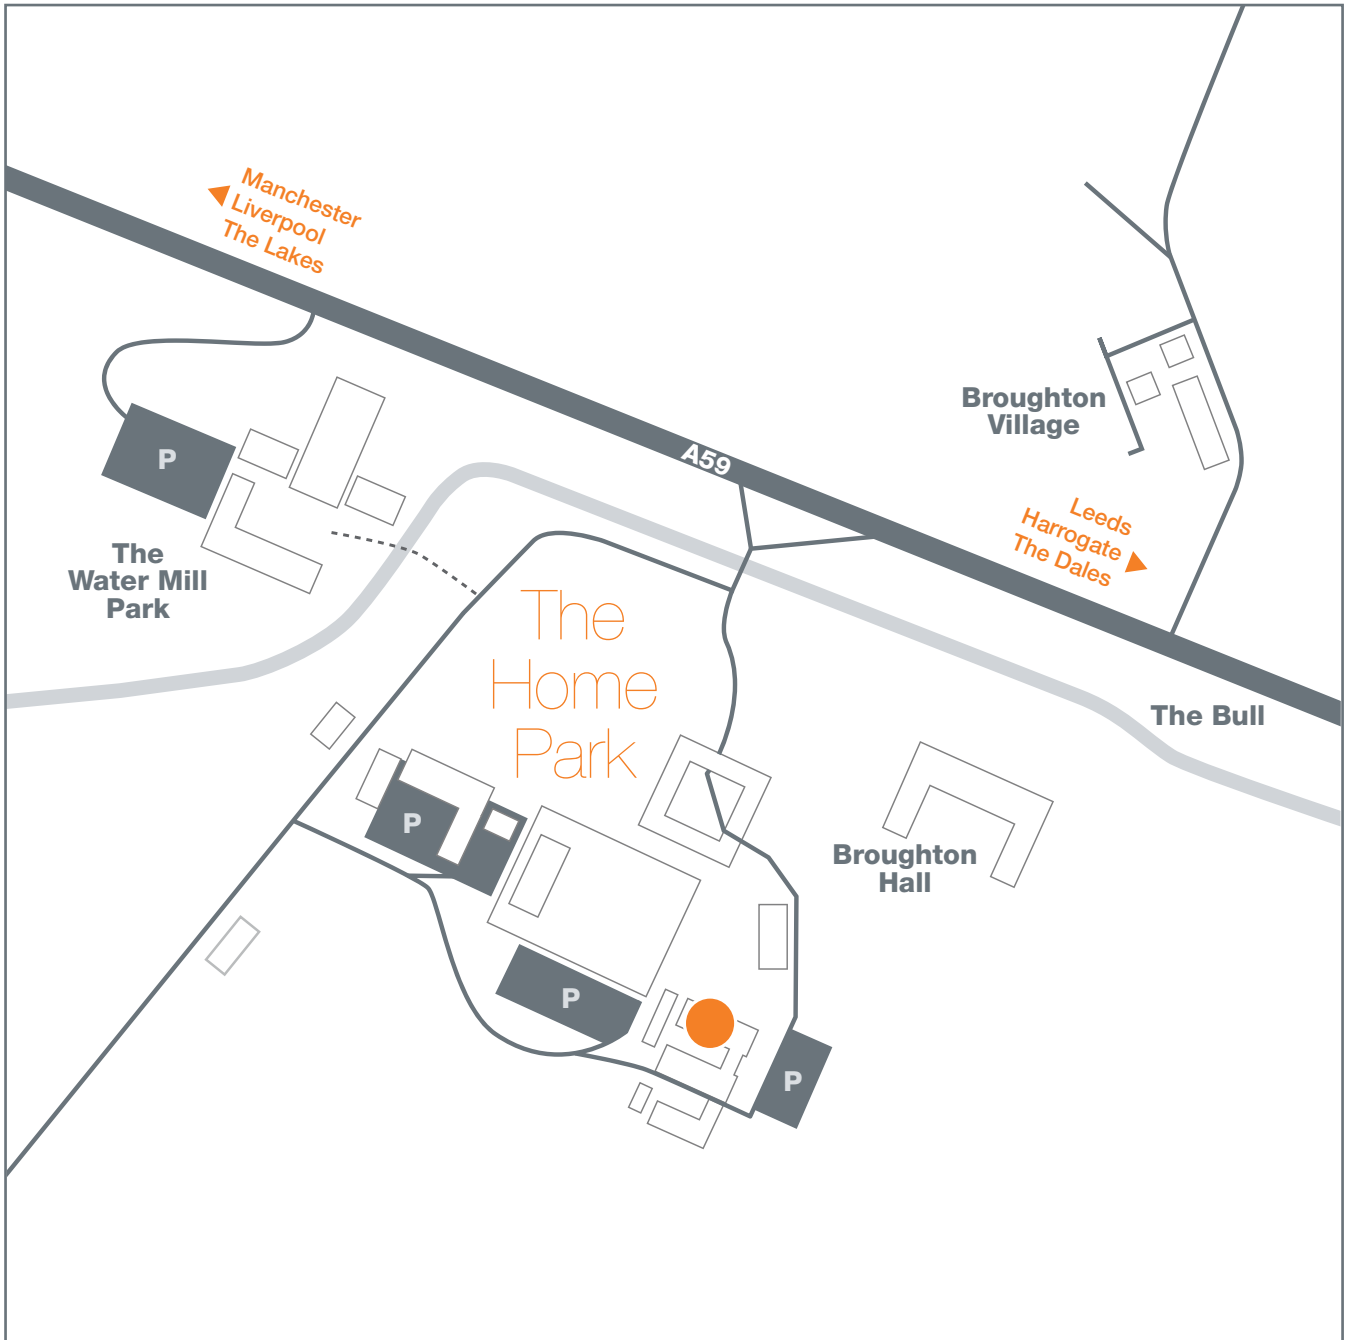 Manchester
Liverpool
The Lakes
Broughton
Village
A59
P
Leeds
Harrogate
The Dales
The
Water Mill
Park
The
Home
Park
The Bull
P
Broughton
Hall
P
P